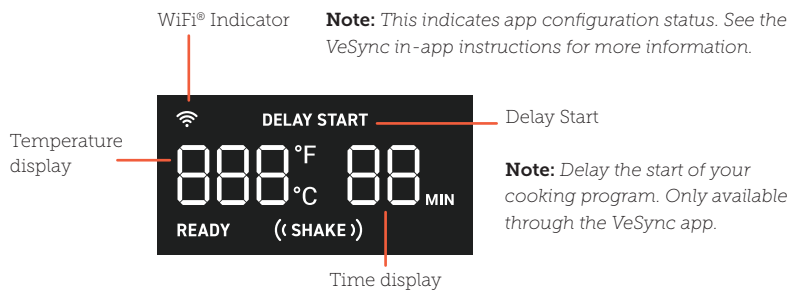 WiFi® Indicator
Note: This indicates app configuration status. See the
VeSync in-app instructions for more information.
DELAY START
Delay Start
Temperature
display
888 °F °C 88 MIN
Note: Delay the start of your
cooking program. Only available
through the VeSync app.
READY ((SHAKE))
Time display